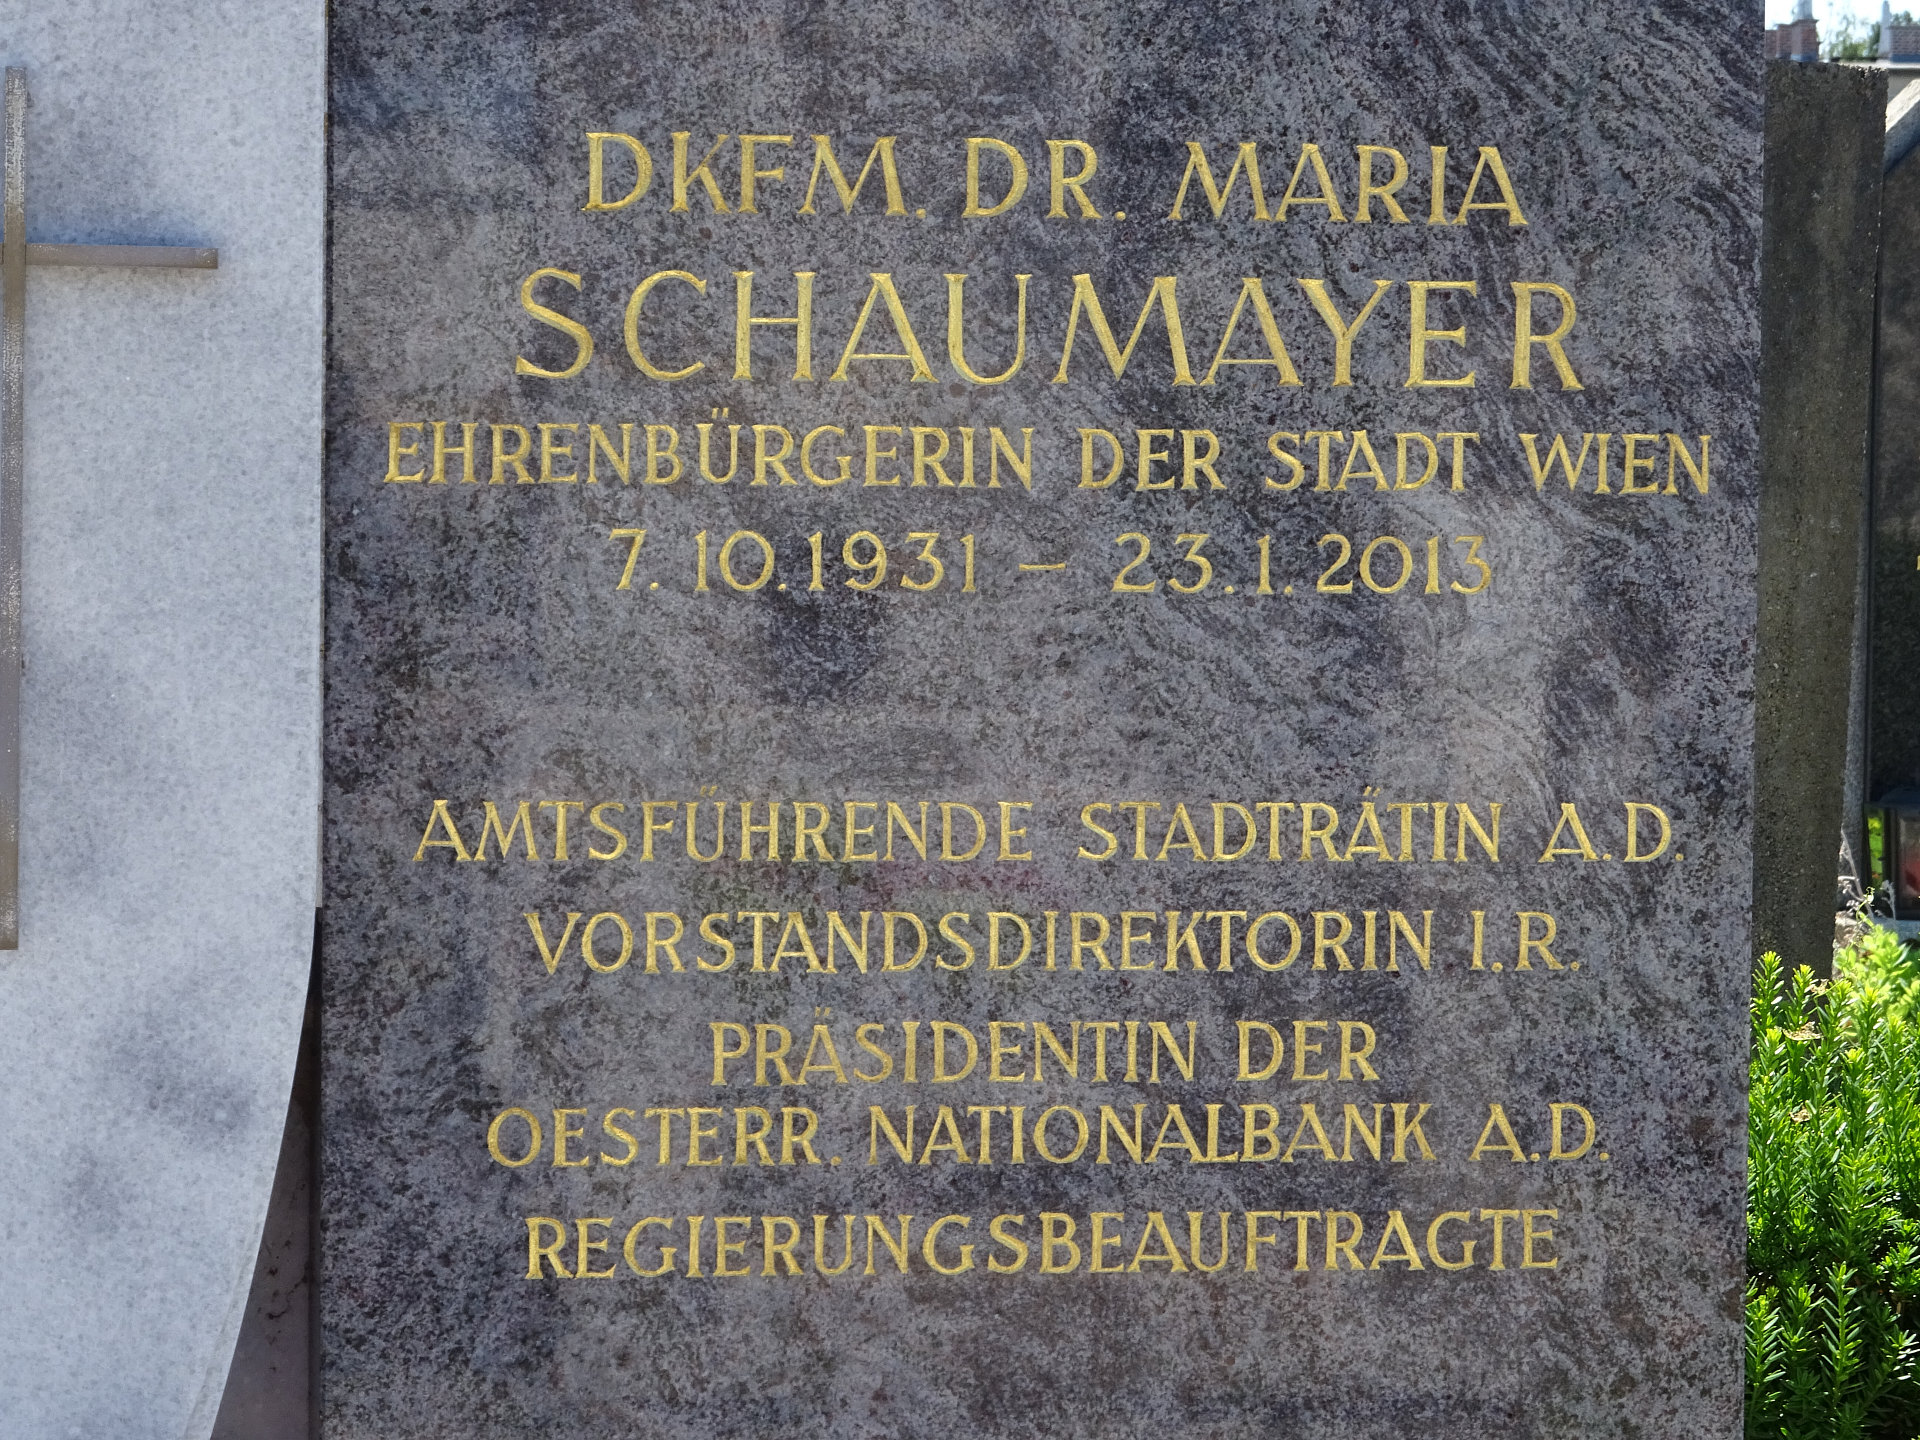 DKFM. DR. MARIA
SCHAUMAYER
EHRENBÜRGERIN DER STADT WIEN
7.10.1931 – 23.1.2013
AMTSFÜHRENDE STADTRÄTIN A.D.
VORSTANDSDIREKTORIN I.R.
PRÄSIDENTIN DER
OESTERR. NATIONALBANK A.D.
REGIERUNGSBEAUFTRAGTE